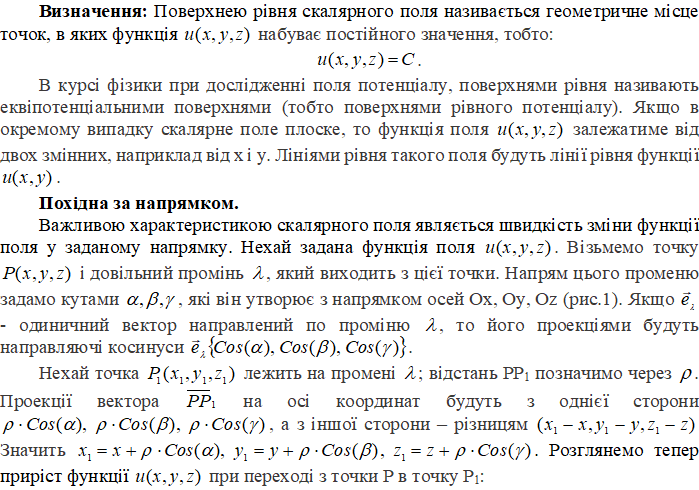 Визначення: Поверхнею рівня скалярного поля називається геометричне місце
точок, в яких функція u(x, y, z) набуває постійного значення, тобто:
u(x, y, z) = C .
В курсі фізики при дослідженні поля потенціалу, поверхнями рівня називають
еквіпотенціальними поверхнями (тобто поверхнями рівного потенціалу). Якщо в
окремому випадку скалярне поле плоске, то функція поля u(x, y, z) залежатиме від
двох змінних, наприклад від х і у. Лініями рівня такого поля будуть лінії рівня функції
u(x, y) .
Похідна за напрямком.
Важливою характеристикою скалярного поля являється швидкість зміни функції
поля у заданому напрямку. Нехай задана функція поля u(x, y, z) . Візьмемо точку
P(x, y, z) і довільний промінь λ , який виходить з цієї точки. Напрям цього променю
задамо кутами α, β, γ , які він утворює з напрямком осей Ox, Oy, Oz (рис.1). Якщо e⃗_λ
- одиничний вектор направлений по проміню λ , то його проекціями будуть
направляючі косинуси e⃗_λ{Cos(α), Cos(β), Cos(γ)}.
Нехай точка P₁(x₁, y₁, z₁) лежить на промені λ ; відстань PP₁ позначимо через ρ .
Проекції вектора P̅P̅₁ на осі координат будуть з однієї сторони
ρ · Cos(α), ρ · Cos(β), ρ · Cos(γ) , а з іншої сторони – різницям (x₁ − x, y₁ − y, z₁ − z)
Значить x₁ = x + ρ · Cos(α), y₁ = y + ρ · Cos(β), z₁ = z + ρ · Cos(γ) . Розглянемо тепер
приріст функції u(x, y, z) при переході з точки P в точку P₁: